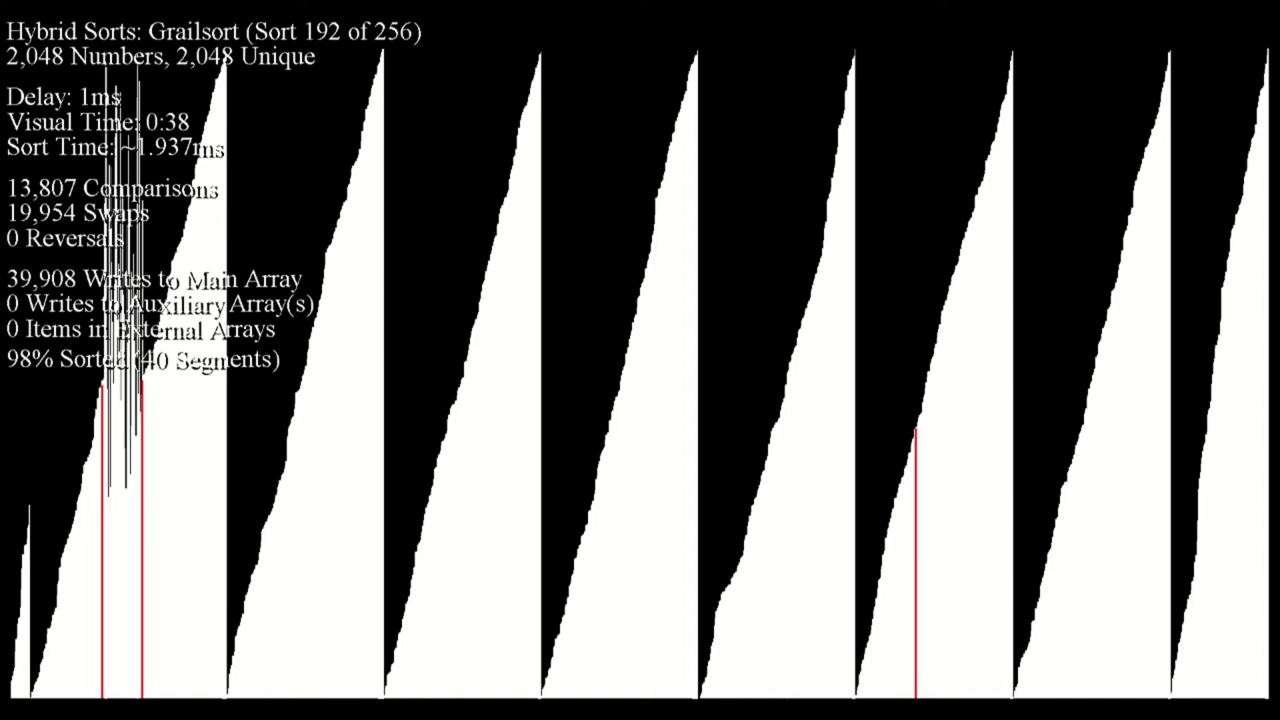 Hybrid Sorts: Grailsort (Sort 192 of 256)
2,048 Numbers, 2,048 Unique
Delay: 1ms
Visual Time: 0:38
Sort Time: ~1.937ms
13,807 Comparisons
19,954 Swaps
0 Reversals
39,908 Writes to Main Array
0 Writes to Auxiliary Array(s)
0 Items in External Arrays
98% Sorted (40 Segments)